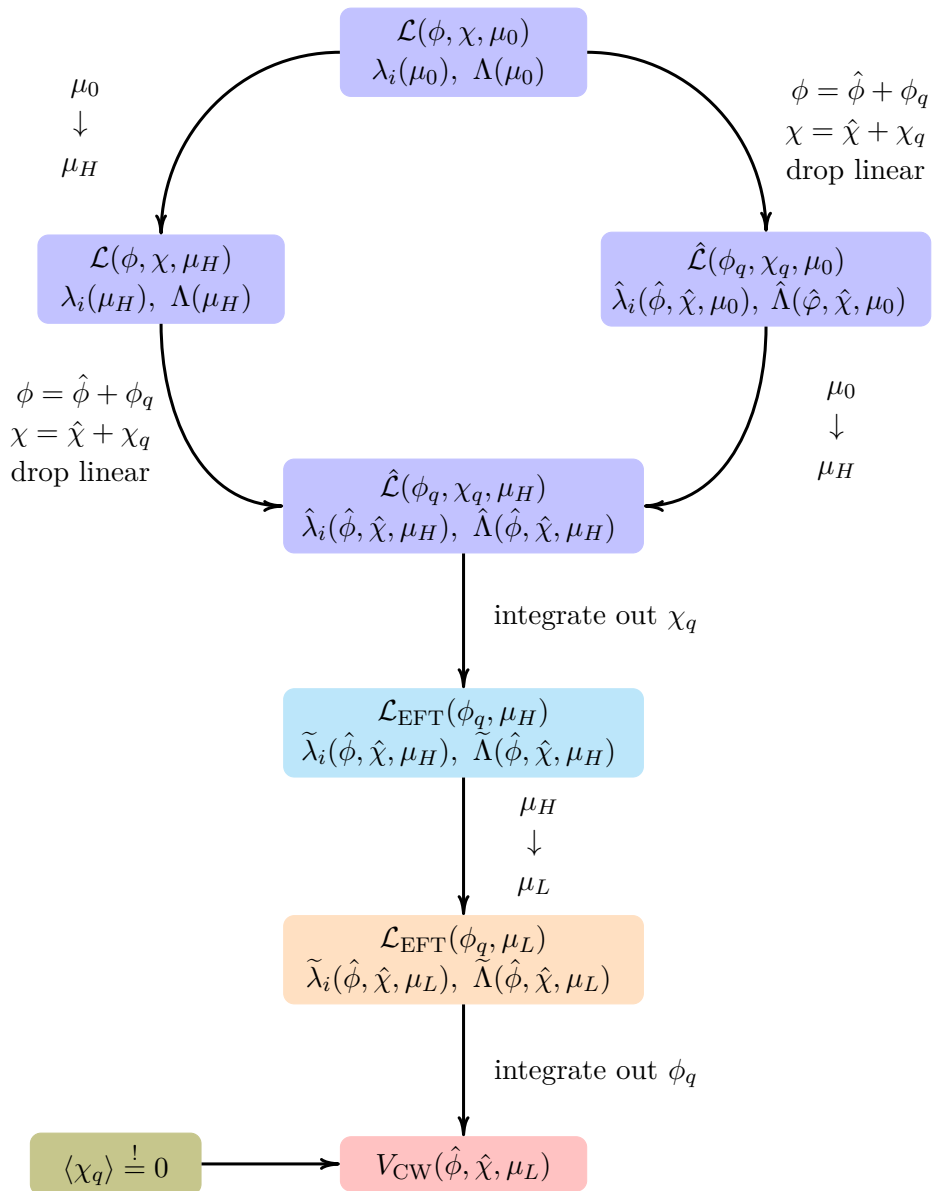 ℒ(ϕ, χ, μ₀)
λᵢ(μ₀), Λ(μ₀)
μ₀
↓
μ_H
ϕ = ϕ̂ + ϕ_q
χ = χ̂ + χ_q
drop linear
ℒ(ϕ, χ, μ_H)
λᵢ(μ_H), Λ(μ_H)
ℒ̂(ϕ_q, χ_q, μ₀)
λ̂ᵢ(ϕ̂, χ̂, μ₀), Λ̂(φ̂, χ̂, μ₀)
ϕ = ϕ̂ + ϕ_q
χ = χ̂ + χ_q
drop linear
μ₀
↓
μ_H
ℒ̂(ϕ_q, χ_q, μ_H)
λ̂ᵢ(ϕ̂, χ̂, μ_H), Λ̂(ϕ̂, χ̂, μ_H)
integrate out χ_q
ℒ_EFT(ϕ_q, μ_H)
λ̃ᵢ(ϕ̂, χ̂, μ_H), Λ̃(ϕ̂, χ̂, μ_H)
μ_H
↓
μ_L
ℒ_EFT(ϕ_q, μ_L)
λ̃ᵢ(ϕ̂, χ̂, μ_L), Λ̃(ϕ̂, χ̂, μ_L)
integrate out ϕ_q
⟨χ_q⟩ =! 0
V_CW(ϕ̂, χ̂, μ_L)